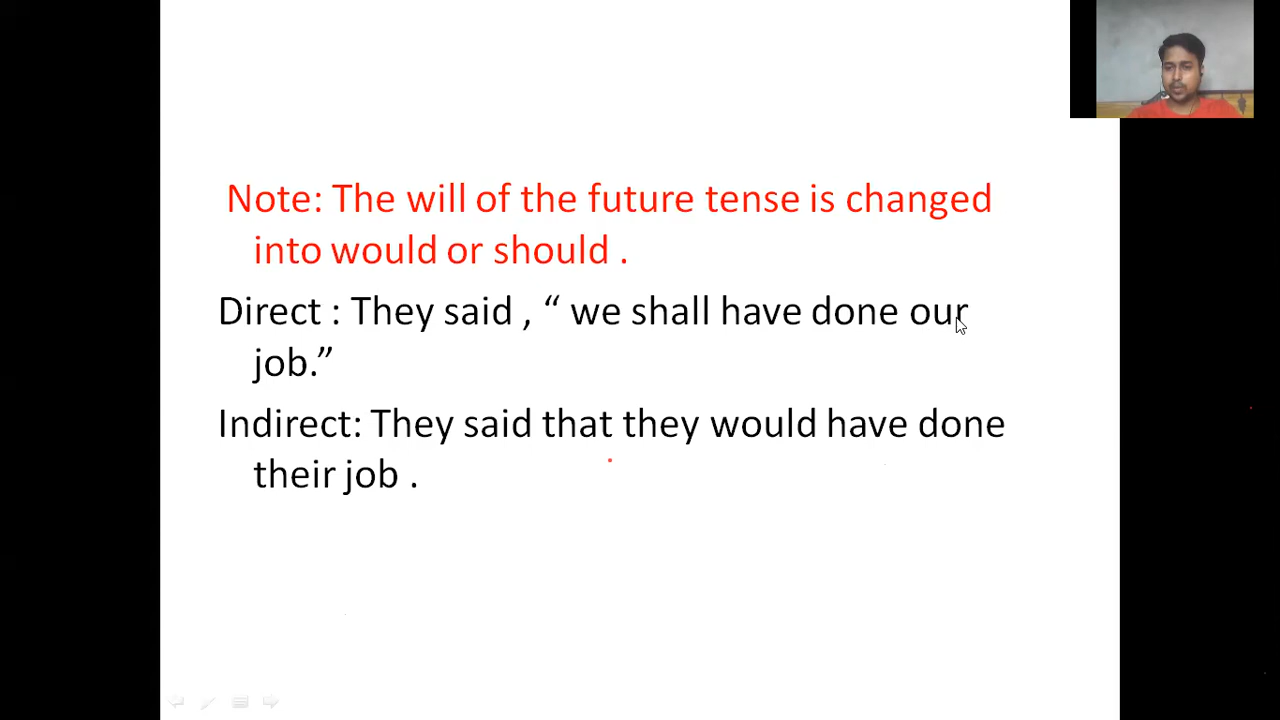 Note: The will of the future tense is changed
into would or should .
Direct : They said , “ we shall have done our
job.”
Indirect: They said that they would have done
their job .